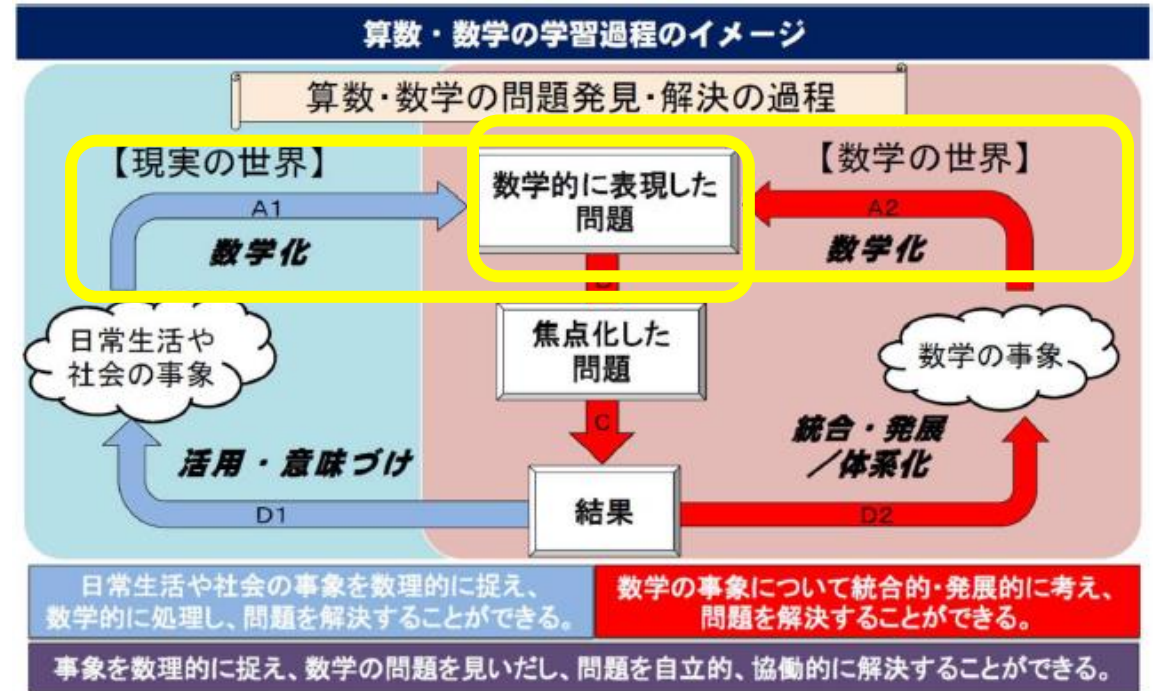 算数・数学の学習過程のイメージ
算数・数学の問題発見・解決の過程
【現実の世界】
【数学の世界】
A1
数学化
数学的に表現した
問題
A2
数学化
日常生活や
社会の事象
焦点化した
問題
数学の事象
C
活用・意味づけ
統合・発展
／体系化
D1
結果
D2
日常生活や社会の事象を数理的に捉え、
数学的に処理し、問題を解決することができる。
数学の事象について統合的・発展的に考え、
問題を解決することができる。
事象を数理的に捉え、数学の問題を見いだし、問題を自立的、協働的に解決することができる。